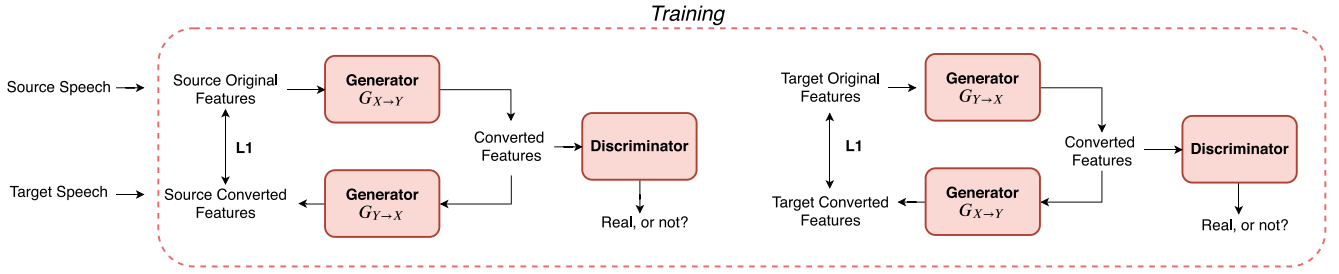 Training
Source Speech
Target Speech
Source Original
Features
Generator
G_{X→Y}
L1
Converted
Features
Discriminator
Source Converted
Features
Generator
G_{Y→X}
Real, or not?
Target Original
Features
Generator
G_{Y→X}
L1
Converted
Features
Discriminator
Target Converted
Features
Generator
G_{X→Y}
Real, or not?